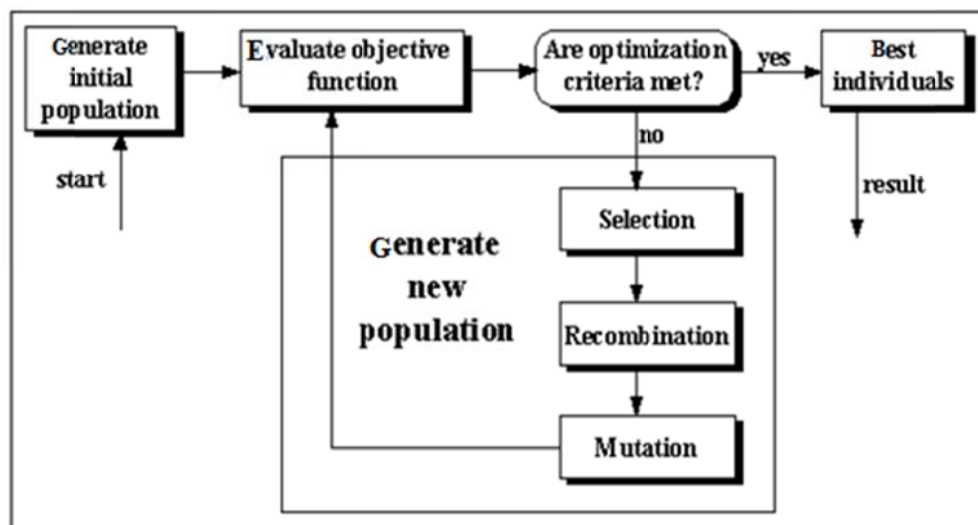 Generate
initial
population
Evaluate objective
function
Are optimization
criteria met?
yes
Best
individuals
start
no
result
Selection
Generate
new
population
Recombination
Mutation